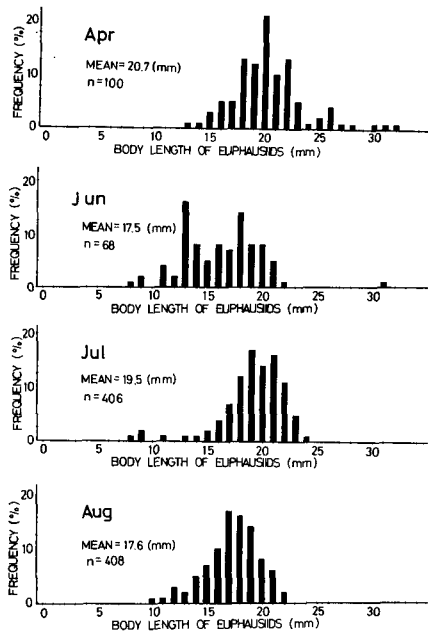 FREQUENCY (%)
20
10
0
Apr
MEAN=20.7(mm)
n=100
0 5 10 15 20 25 30
BODY LENGTH OF EUPHAUSIIDS (mm)
FREQUENCY (%)
20
10
0
Jun
MEAN=17.5 (mm)
n=68
0 5 10 15 20 25 30
BODY LENGTH OF EUPHAUSIIDS (mm)
FREQUENCY (%)
20
10
0
Jul
MEAN=19.5 (mm)
n=406
0 5 10 15 20 25 30
BODY LENGTH OF EUPHAUSIIDS (mm)
FREQUENCY (%)
20
10
0
Aug
MEAN=17.6 (mm)
n=408
0 5 10 15 20 25 30
BODY LENGTH OF EUPHAUSIIDS (mm)